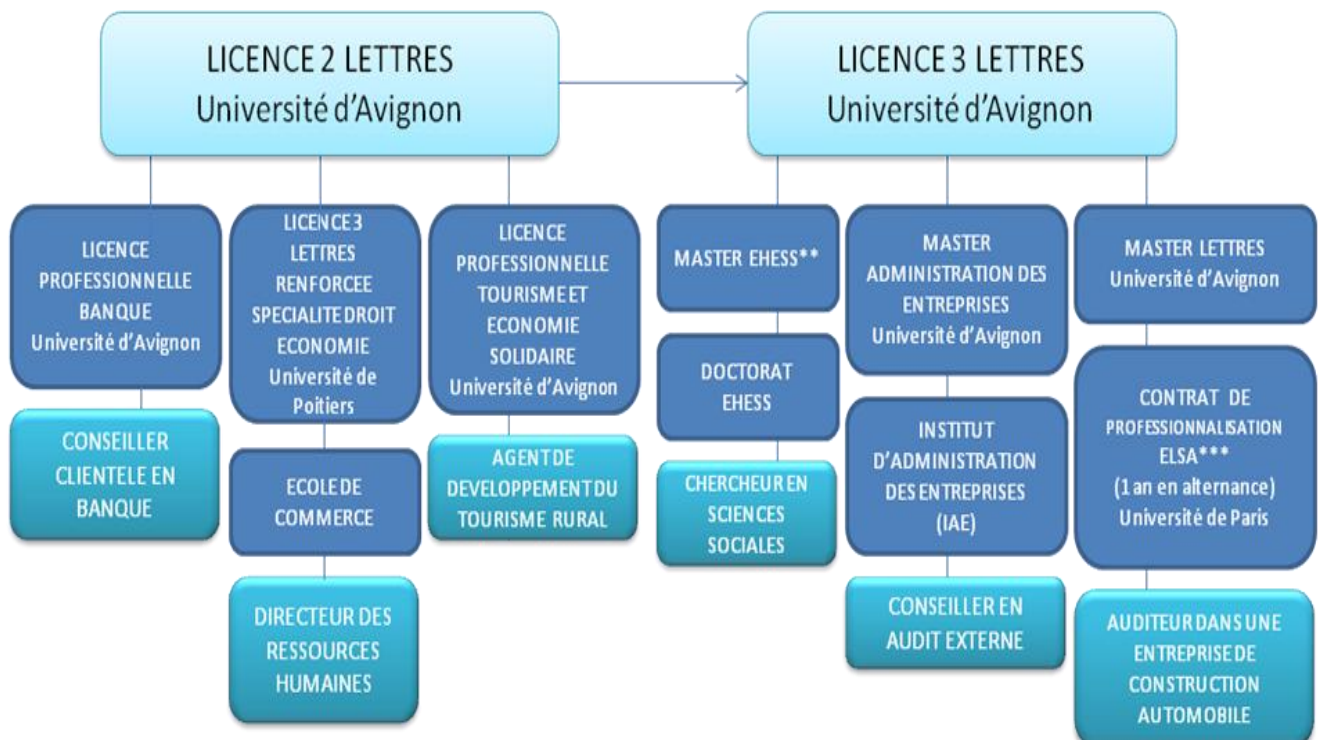 LICENCE 2 LETTRES
Université d'Avignon
LICENCE 3 LETTRES
Université d'Avignon
LICENCE
PROFESSIONNELLE
BANQUE
Université d'Avignon
CONSEILLER
CLIENTELE EN
BANQUE
LICENCE 3
LETTRES
RENFORCEE
SPECIALITE DROIT
ECONOMIE
Université de
Poitiers
ECOLE DE
COMMERCE
DIRECTEUR DES
RESSOURCES
HUMAINES
LICENCE
PROFESSIONNELLE
TOURISME ET
ECONOMIE
SOLIDAIRE
Université d'Avignon
AGENT DE
DEVELOPPEMENT DU
TOURISME RURAL
MASTER EHESS**
DOCTORAT
EHESS
CHERCHEUR EN
SCIENCES
SOCIALES
MASTER
ADMINISTRATION DES
ENTREPRISES
Université d'Avignon
INSTITUT
D'ADMINISTRATION
DES ENTREPRISES
(IAE)
CONSEILLER EN
AUDIT EXTERNE
MASTER LETTRES
Université d'Avignon
CONTRAT DE
PROFESSIONNALISATION
ELSA***
(1 an en alternance)
Université de Paris
AUDITEUR DANS UNE
ENTREPRISE DE
CONSTRUCTION
AUTOMOBILE